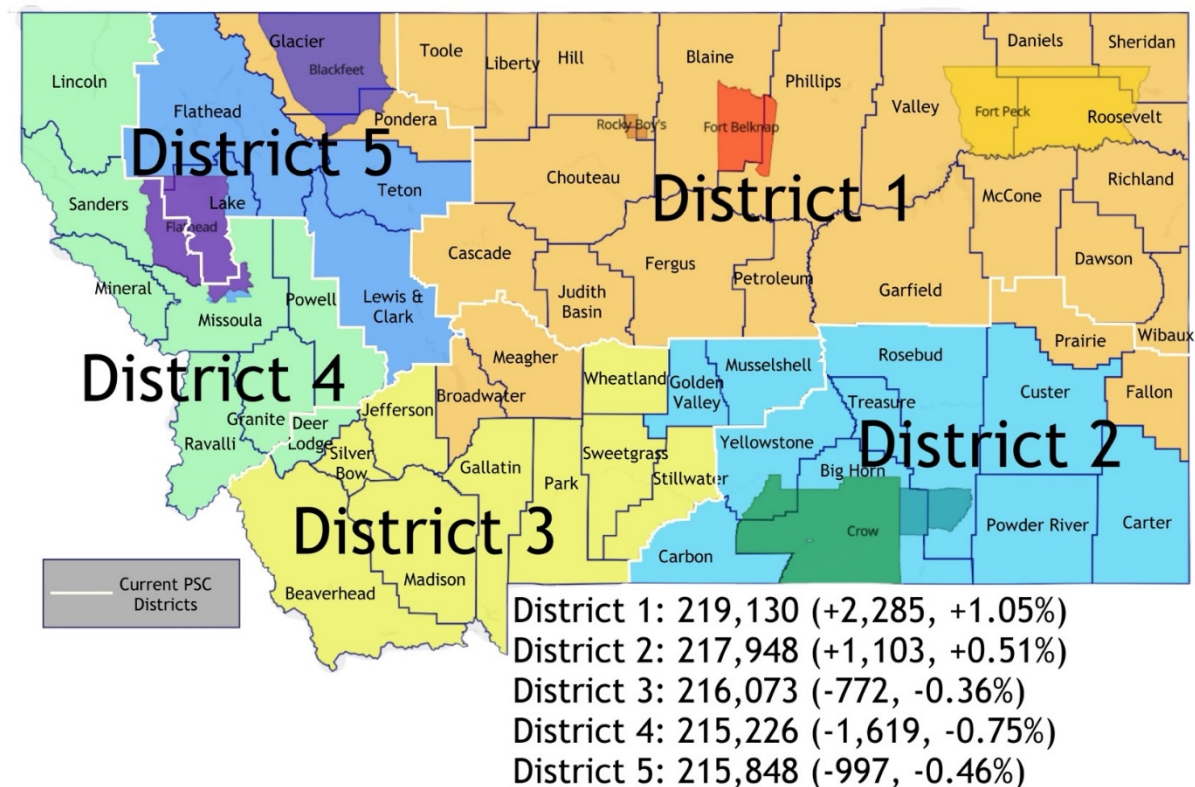 Glacier
Blackfeet
Toole
Liberty
Hill
Blaine
Phillips
Daniels
Sheridan
Lincoln
Flathead
Pondera
Rocky Boy's
Fort Belknap
Valley
Fort Peck
Roosevelt
District 5
Teton
Chouteau
District 1
McCone
Richland
Sanders
Lake
Flathead
Cascade
Fergus
Petroleum
Dawson
Mineral
Missoula
Powell
Lewis &
Clark
Judith
Basin
Garfield
Prairie
Wibaux
District 4
Meagher
Wheatland
Golden
Valley
Musselshell
Rosebud
Custer
Fallon
Broadwater
Jefferson
Granite
Deer
Lodge
Ravalli
Silver
Bow
Treasure
Yellowstone
District 2
Gallatin
Park
Sweetgrass
Stillwater
Big Horn
Crow
Powder River
Carter
District 3
Carbon
Madison
Beaverhead
Current PSC
Districts
District 1: 219,130 (+2,285, +1.05%)
District 2: 217,948 (+1,103, +0.51%)
District 3: 216,073 (-772, -0.36%)
District 4: 215,226 (-1,619, -0.75%)
District 5: 215,848 (-997, -0.46%)